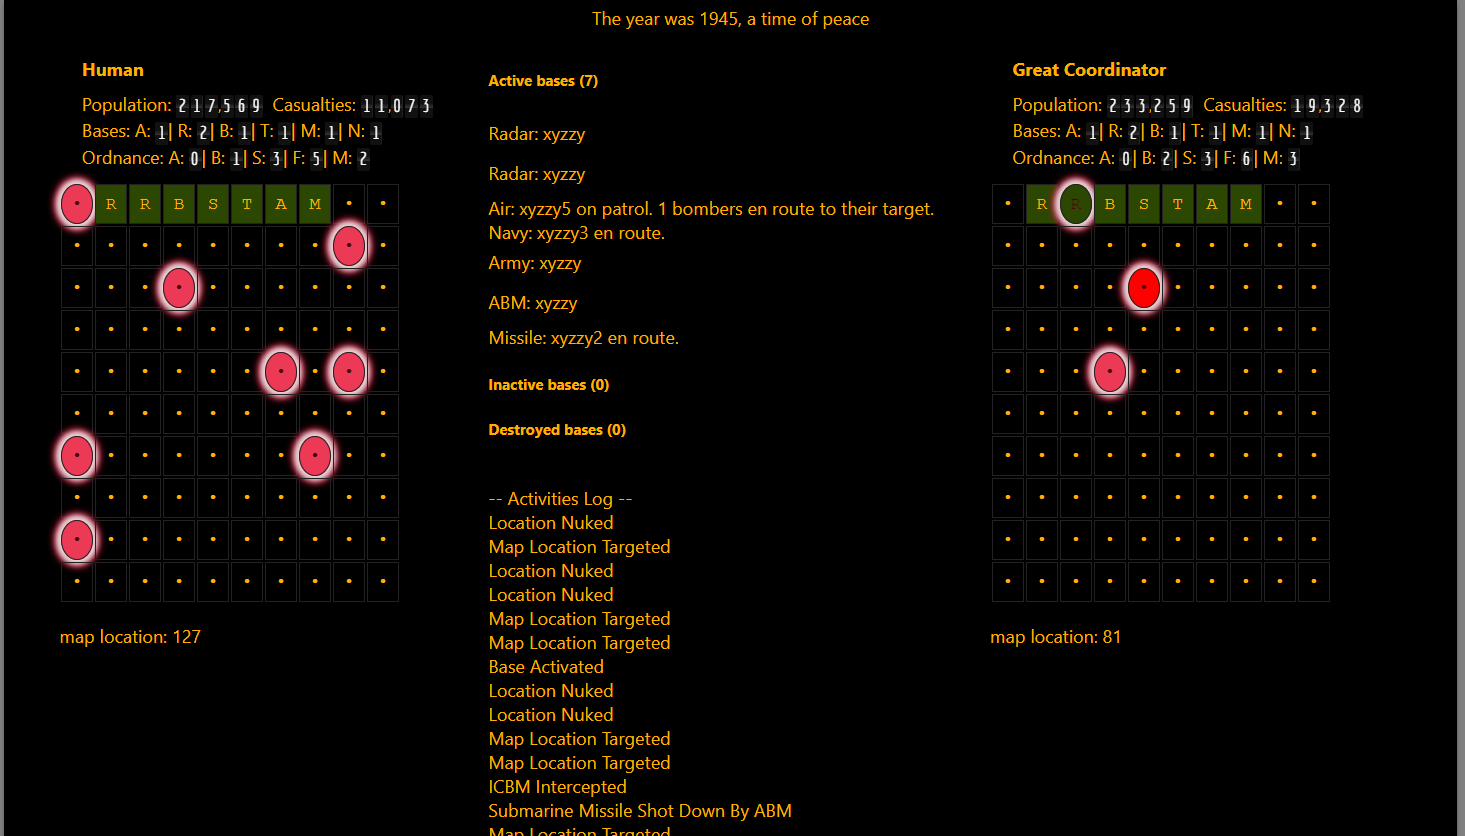 The year was 1945, a time of peace
Human
Population: 217,569 Casualties: 11,073
Bases: A: 1| R: 2| B: 1| T: 1| M: 1| N: 1
Ordnance: A: 0| B: 1| S: 3| F: 5| M: 2
R R B S T A M
map location: 127
Active bases (7)
Radar: xyzzy
Radar: xyzzy
Air: xyzzy5 on patrol. 1 bombers en route to their target.
Navy: xyzzy3 en route.
Army: xyzzy
ABM: xyzzy
Missile: xyzzy2 en route.
Inactive bases (0)
Destroyed bases (0)
-- Activities Log --
Location Nuked
Map Location Targeted
Location Nuked
Location Nuked
Map Location Targeted
Map Location Targeted
Base Activated
Location Nuked
Location Nuked
Map Location Targeted
Map Location Targeted
ICBM Intercepted
Submarine Missile Shot Down By ABM
Map Location Targeted
Great Coordinator
Population: 233,259 Casualties: 19,328
Bases: A: 1| R: 2| B: 1| T: 1| M: 1| N: 1
Ordnance: A: 0| B: 2| S: 3| F: 6| M: 3
R R B S T A M
map location: 81